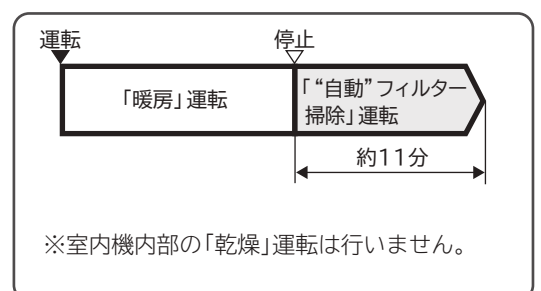 運転
停止
「暖房」運転
「“自動”フィルター
掃除」運転
約11分
※室内機内部の「乾燥」運転は行いません。